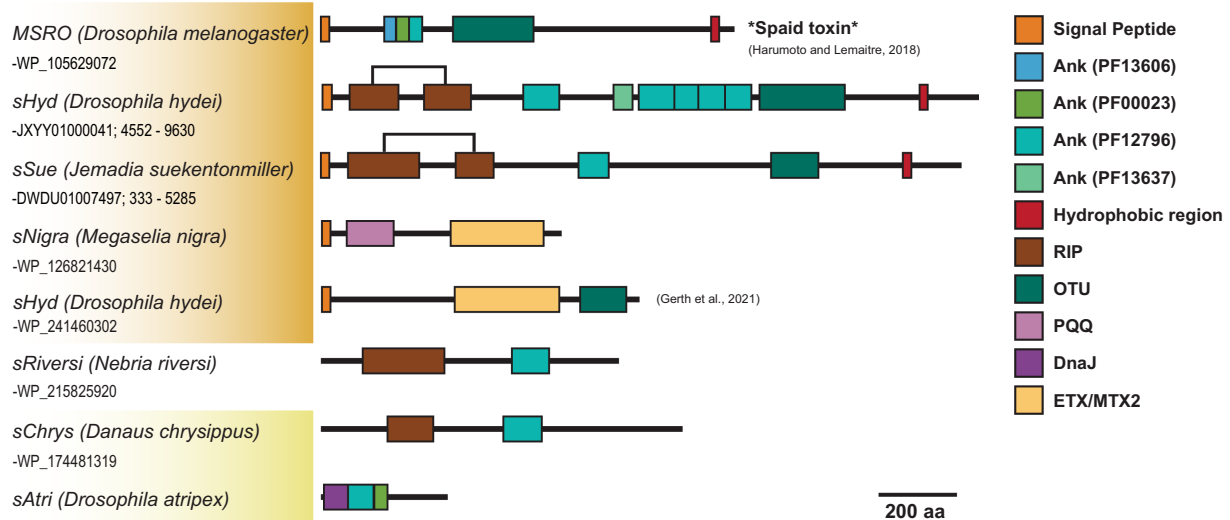 MSRO (Drosophila melanogaster)
-WP_105629072
*Spaid toxin*
(Harumoto and Lemaitre, 2018)
sHyd (Drosophila hydei)
-JXYY01000041; 4552 - 9630
sSue (Jemadia suekentonmiller)
-DWDU01007497; 333 - 5285
sNigra (Megaselia nigra)
-WP_126821430
sHyd (Drosophila hydei)
-WP_241460302
(Gerth et al., 2021)
sRiversi (Nebria riversi)
-WP_215825920
sChrys (Danaus chrysippus)
-WP_174481319
sAtri (Drosophila atripex)
Signal Peptide
Ank (PF13606)
Ank (PF00023)
Ank (PF12796)
Ank (PF13637)
Hydrophobic region
RIP
OTU
PQQ
DnaJ
ETX/MTX2
200 aa